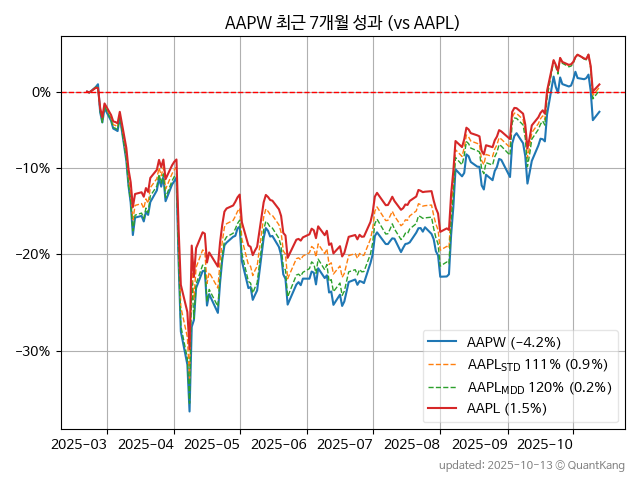 AAPW 최근 7개월 성과 (vs AAPL)
0%
−10%
−20%
−30%
AAPW (−4.2%)
AAPL_STD 111% (0.9%)
AAPL_MDD 120% (0.2%)
AAPL (1.5%)
2025-03 2025-04 2025-05 2025-06 2025-07 2025-08 2025-09 2025-10
updated: 2025-10-13 © QuantKang